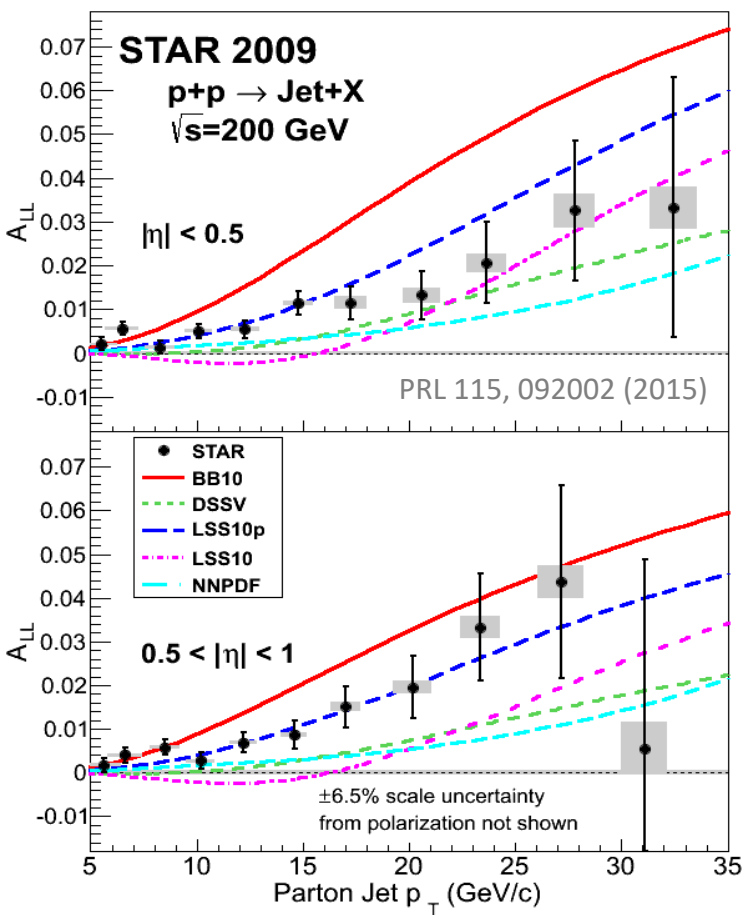 0.07
0.06
0.05
0.04
0.03
0.02
0.01
0
-0.01
A_LL
STAR 2009
p+p → Jet+X
√s=200 GeV
|η| < 0.5
PRL 115, 092002 (2015)
0.07
0.06
0.05
0.04
0.03
0.02
0.01
0
-0.01
A_LL
STAR
BB10
DSSV
LSS10p
LSS10
NNPDF
0.5 < |η| < 1
±6.5% scale uncertainty
from polarization not shown
5 10 15 20 25 30 35
Parton Jet p_T (GeV/c)